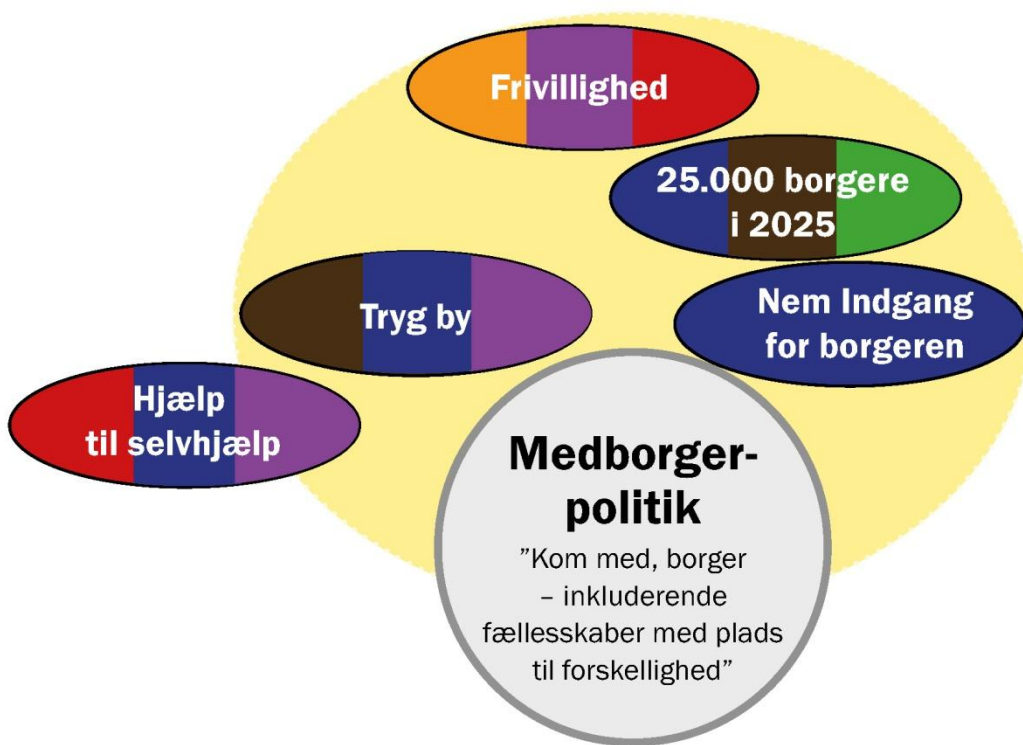 Frivillighed
25.000 borgere
i 2025
Nem Indgang
for borgeren
Tryg by
Hjælp
til selvhjælp
Medborger-
politik
”Kom med, borger
– inkluderende
fællesskaber med plads
til forskellighed”